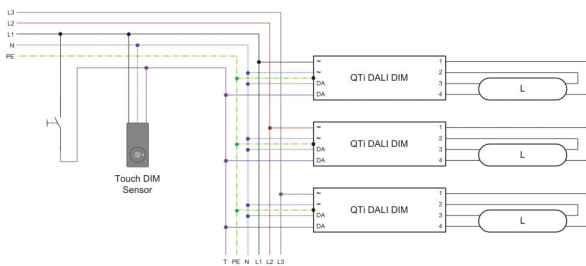 L3
L2
L1
N
PE
~
~
DA
DA
QTi DALI DIM
1
2
3
4
L
~
~
DA
DA
QTi DALI DIM
1
2
3
4
L
~
~
DA
DA
QTi DALI DIM
1
2
3
4
L
Touch DIM
Sensor
T PE N L1 L2 L3